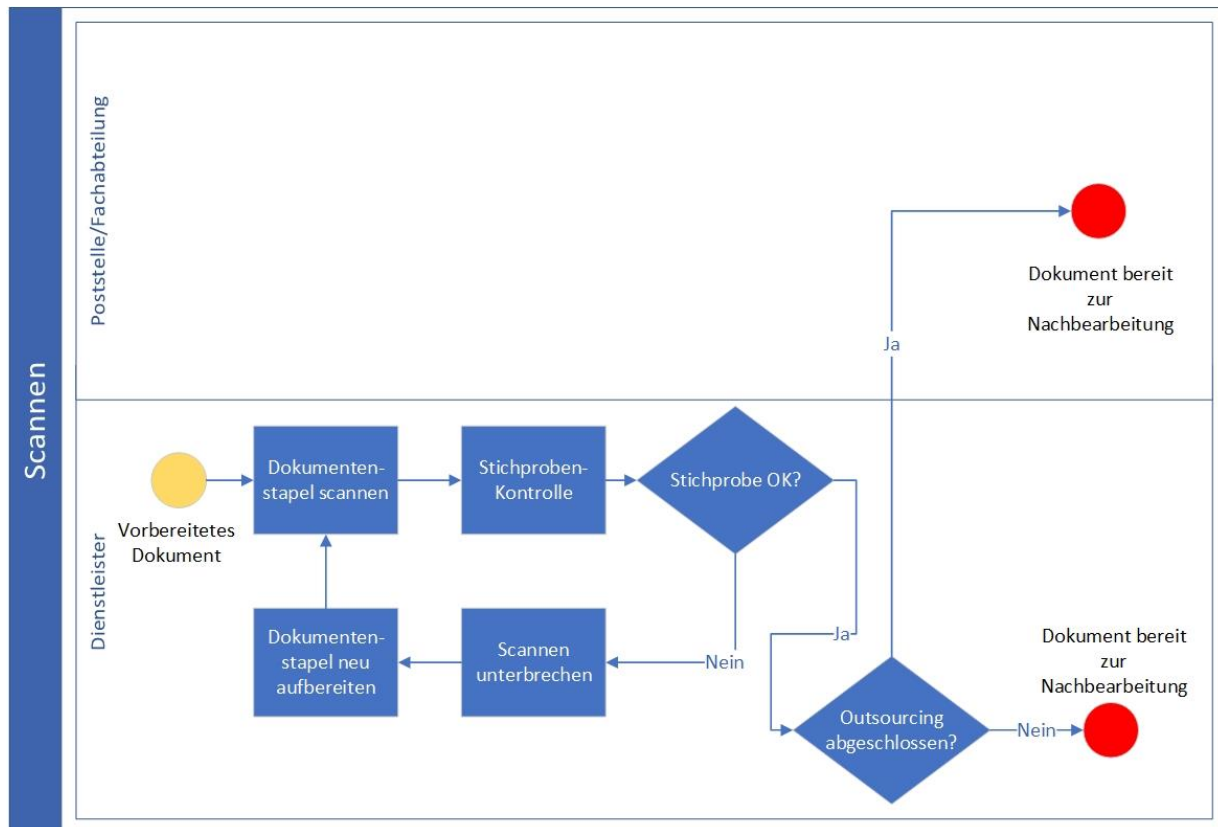 Scannen
Poststelle/Fachabteilung
Dokument bereit
zur
Nachbearbeitung
Ja
Dienstleister
Vorbereitetes
Dokument
Dokumenten-
stapel scannen
Stichproben-
Kontrolle
Stichprobe OK?
Dokumenten-
stapel neu
aufbereiten
Scannen
unterbrechen
Nein
Ja
Outsourcing
abgeschlossen?
Nein
Dokument bereit
zur
Nachbearbeitung